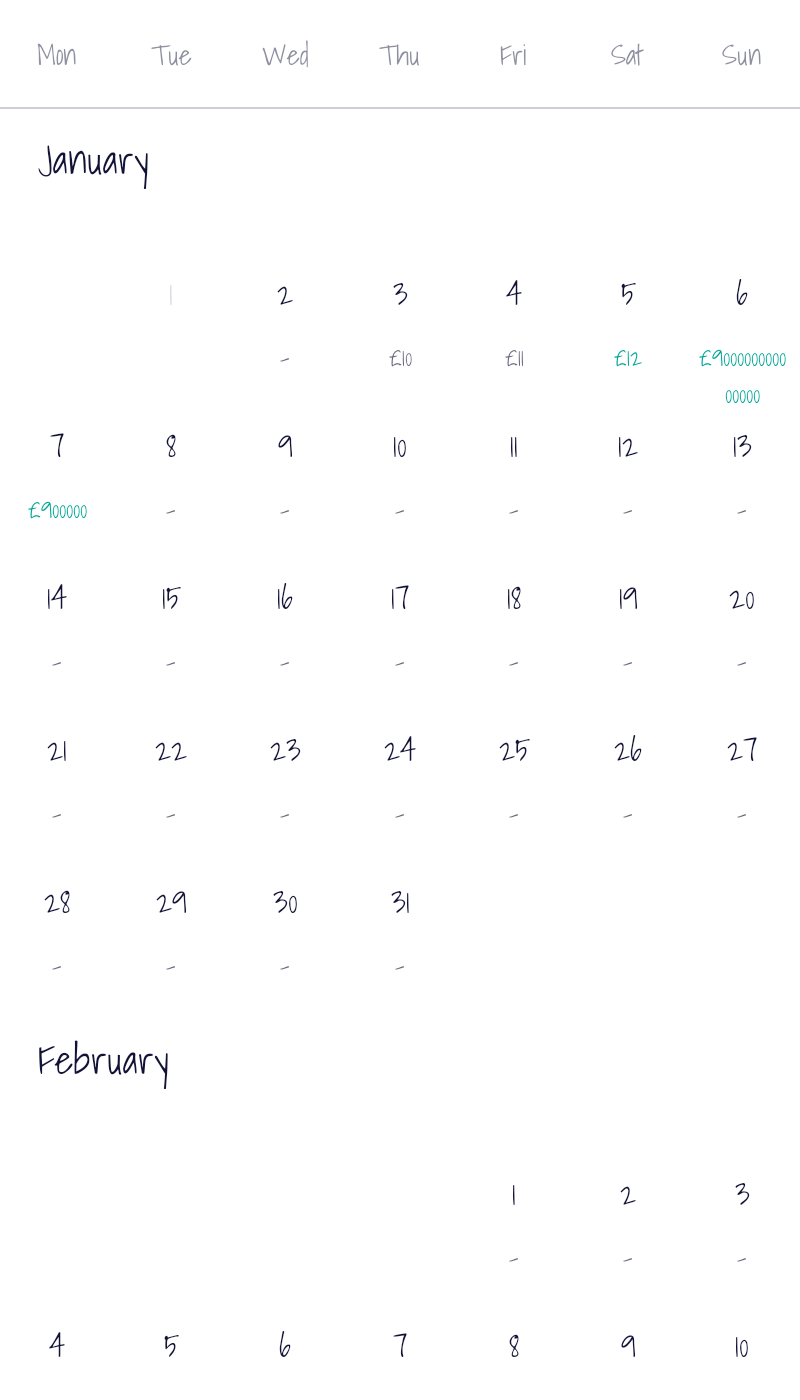 Mon Tue Wed Thu Fri Sat Sun
January
1 2 3 4 5 6
- £10 £11 £12 £9000000000
00000
7 8 9 10 11 12 13
£900000 - - - - - -
14 15 16 17 18 19 20
- - - - - - -
21 22 23 24 25 26 27
- - - - - - -
28 29 30 31
- - - -
February
1 2 3
- - -
4 5 6 7 8 9 10